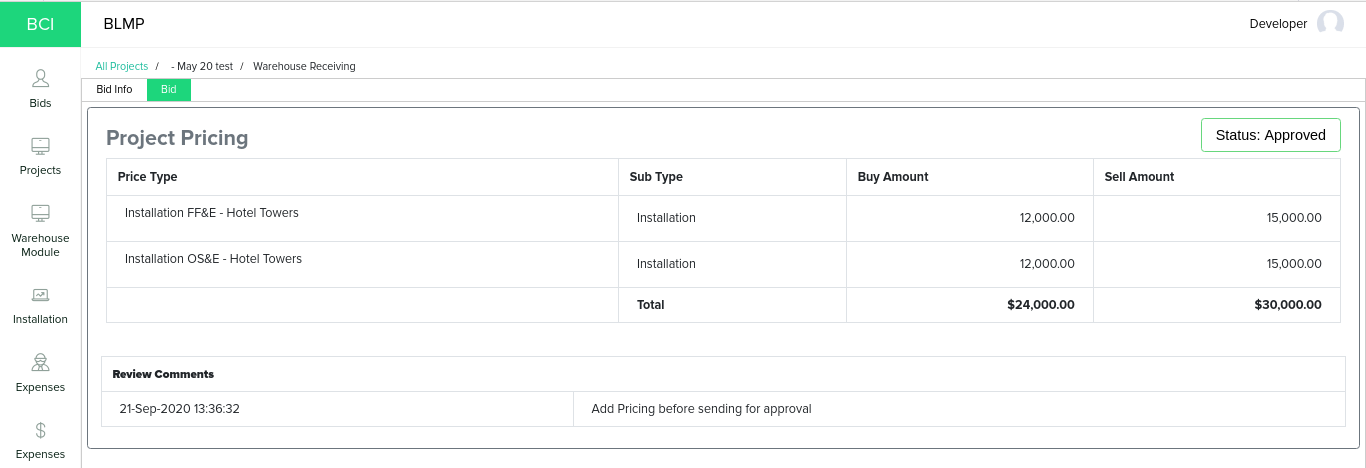 BCI
BLMP
Developer
All Projects / - May 20 test / Warehouse Receiving
Bid Info Bid
Bids
Projects
Warehouse
Module
Installation
Expenses
Expenses
Project Pricing
Status: Approved
Price Type Sub Type Buy Amount Sell Amount
Installation FF&E - Hotel Towers Installation 12,000.00 15,000.00
Installation OS&E - Hotel Towers Installation 12,000.00 15,000.00
Total $24,000.00 $30,000.00
Review Comments
21-Sep-2020 13:36:32 Add Pricing before sending for approval